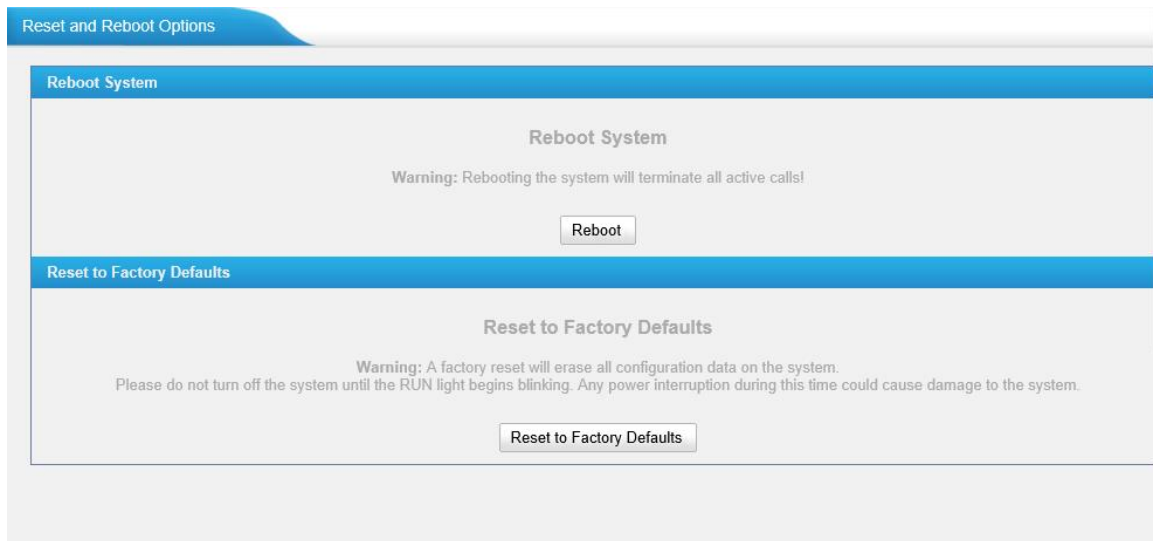 Reset and Reboot Options
Reboot System
Reboot System
Warning: Rebooting the system will terminate all active calls!
Reboot
Reset to Factory Defaults
Reset to Factory Defaults
Warning: A factory reset will erase all configuration data on the system.
Please do not turn off the system until the RUN light begins blinking. Any power interruption during this time could cause damage to the system.
Reset to Factory Defaults